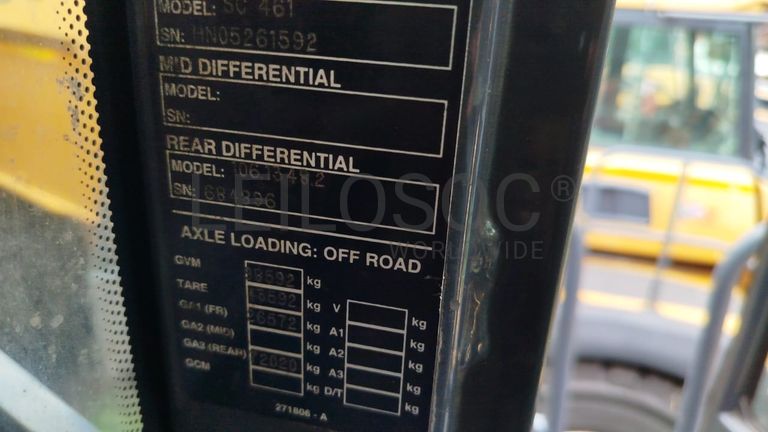 MODEL: SC 461
SN: HN05261592
MID DIFFERENTIAL
MODEL:
SN:
REAR DIFFERENTIAL
MODEL:
SN:
LEILOSOC®
WORLDWIDE
AXLE LOADING: OFF ROAD
GVM kg
TARE kg V kg
GA1 (FR) 26572 kg A1 kg
GA2 (MID) kg A2 kg
GA3 (REAR) kg A3 kg
GCM kg D/T kg
271806 - A